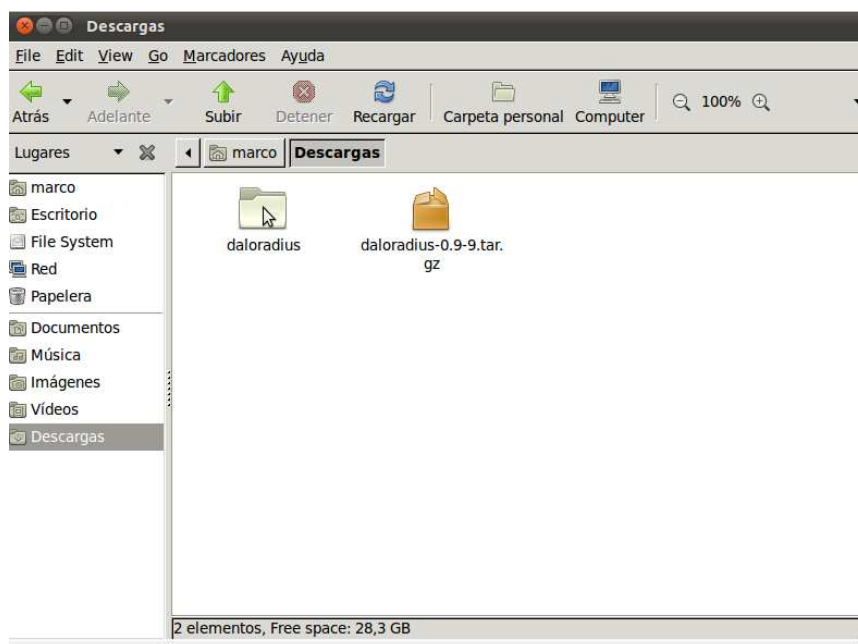 Descargas
File Edit View Go Marcadores Ayuda
Atrás Adelante Subir Detener Recargar Carpeta personal Computer 100%
Lugares marco Descargas
marco
Escritorio
File System
Red
Papelera
Documentos
Música
Imágenes
Vídeos
Descargas
daloradius daloradius-0.9-9.tar.
gz
2 elementos, Free space: 28,3 GB